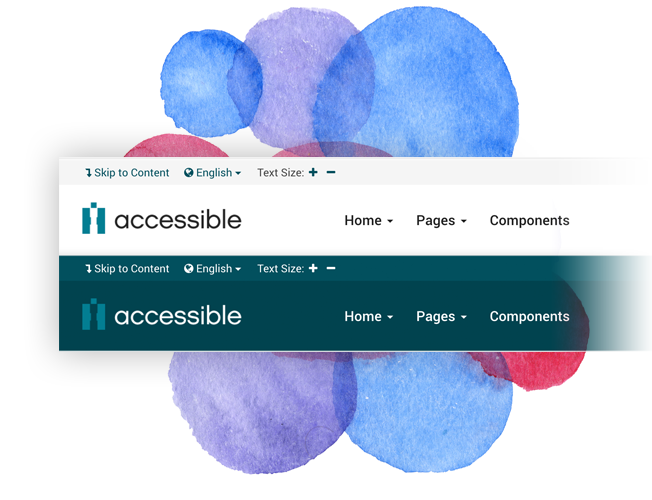 Skip to Content English Text Size: + −
accessible Home Pages Components
Skip to Content English Text Size: + −
accessible Home Pages Components